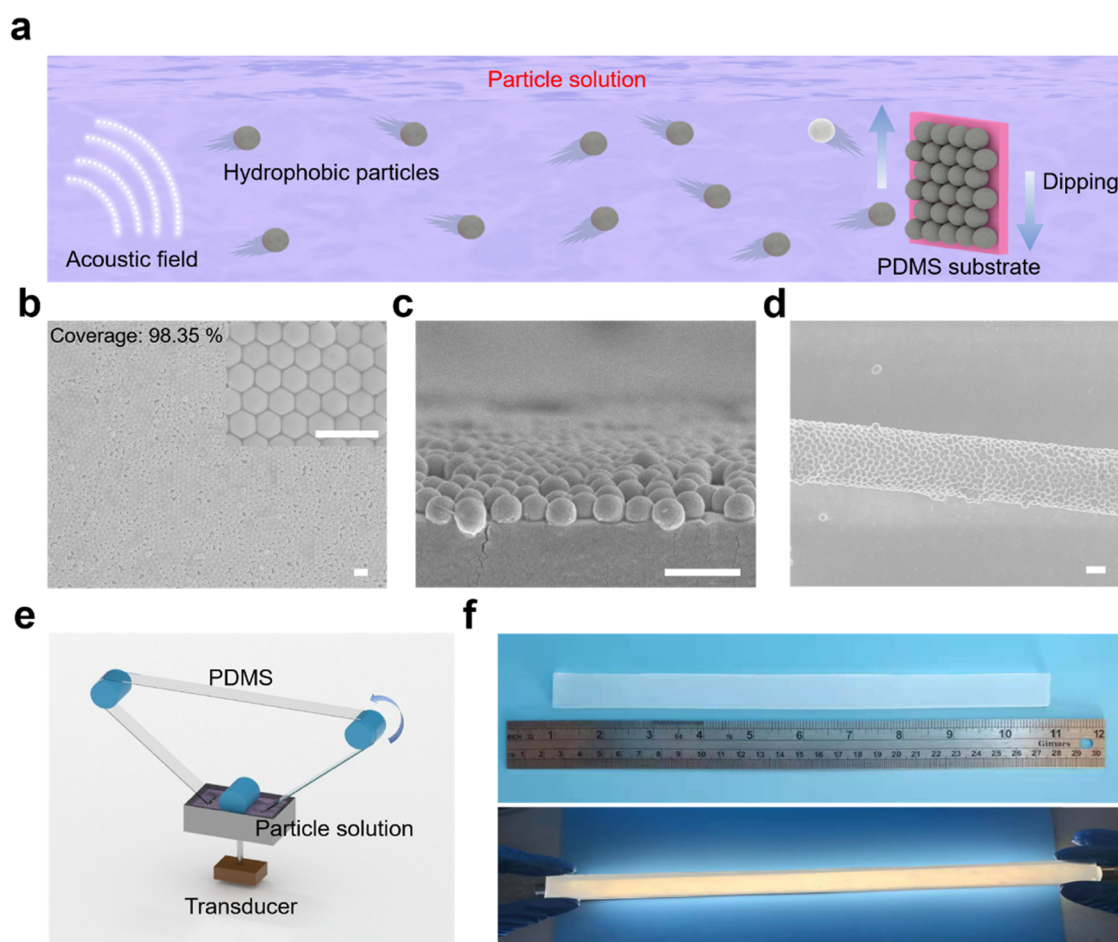 a
Particle solution
Hydrophobic particles
Acoustic field
Dipping
PDMS substrate
b
Coverage: 98.35 %
c
d
e
PDMS
Particle solution
Transducer
f
1 2 3 4 5 6 7 8 9 10 11 12
Gimars
1 2 3 4 5 6 7 8 9 10 11 12 13 14 15 16 17 18 19 20 21 22 23 24 25 26 27 28 29 30